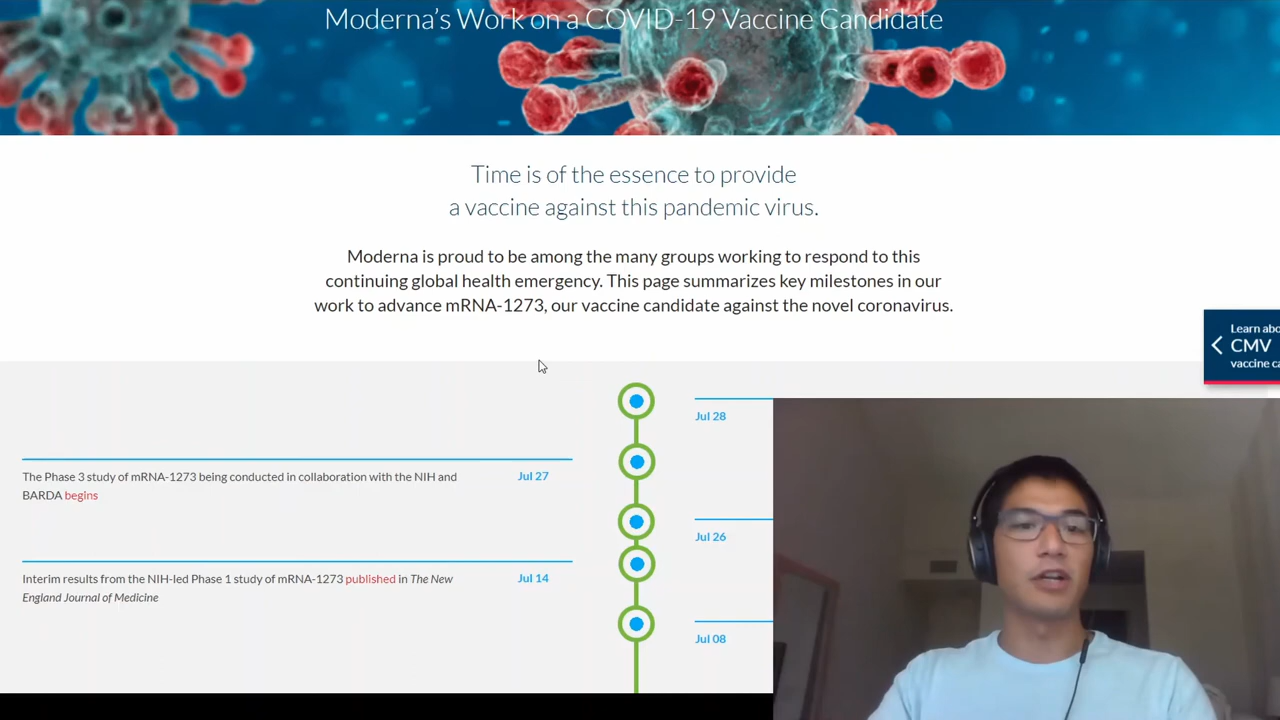 Moderna's Work on a COVID-19 Vaccine Candidate
Time is of the essence to provide
a vaccine against this pandemic virus.
Moderna is proud to be among the many groups working to respond to this
continuing global health emergency. This page summarizes key milestones in our
work to advance mRNA-1273, our vaccine candidate against the novel coronavirus.
Learn abo
CMV
vaccine ca
Jul 28
The Phase 3 study of mRNA-1273 being conducted in collaboration with the NIH and
BARDA begins
Jul 27
Jul 26
Interim results from the NIH-led Phase 1 study of mRNA-1273 published in The New
England Journal of Medicine
Jul 14
Jul 08